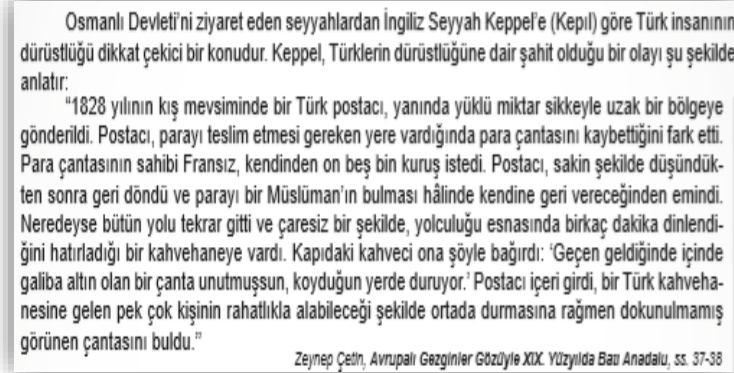 Osmanlı Devleti’ni ziyaret eden seyyahlardan İngiliz Seyyah Keppel’e (Kepıl) göre Türk insanının
dürüstlüğü dikkat çekici bir konudur. Keppel, Türklerin dürüstlüğüne dair şahit olduğu bir olayı şu şekilde
anlatır:
“1828 yılının kış mevsiminde bir Türk postacı, yanında yüklü miktar sikkeyle uzak bir bölgeye
gönderildi. Postacı, parayı teslim etmesi gereken yere vardığında para çantasını kaybettiğini fark etti.
Para çantasının sahibi Fransız, kendinden on beş bin kuruş istedi. Postacı, sakin şekilde düşündük-
ten sonra geri döndü ve parayı bir Müslüman’ın bulması hâlinde kendine geri vereceğinden emindi.
Neredeyse bütün yolu tekrar gitti ve çaresiz bir şekilde, yolculuğu esnasında birkaç dakika dinlendi-
ğini hatırladığı bir kahvehaneye vardı. Kapıdaki kahveci ona şöyle bağırdı: ‘Geçen geldiğinde içinde
galiba altın olan bir çanta unutmuşsun, koyduğun yerde duruyor.’ Postacı içeri girdi, bir Türk kahveha-
nesine gelen pek çok kişinin rahatlıkla alabileceği şekilde ortada durmasına rağmen dokunulmamış
görünen çantasını buldu.”
Zeynep Çetin, Avrupalı Gezginler Gözüyle XIX. Yüzyılda Batı Anadalu, ss. 37-38